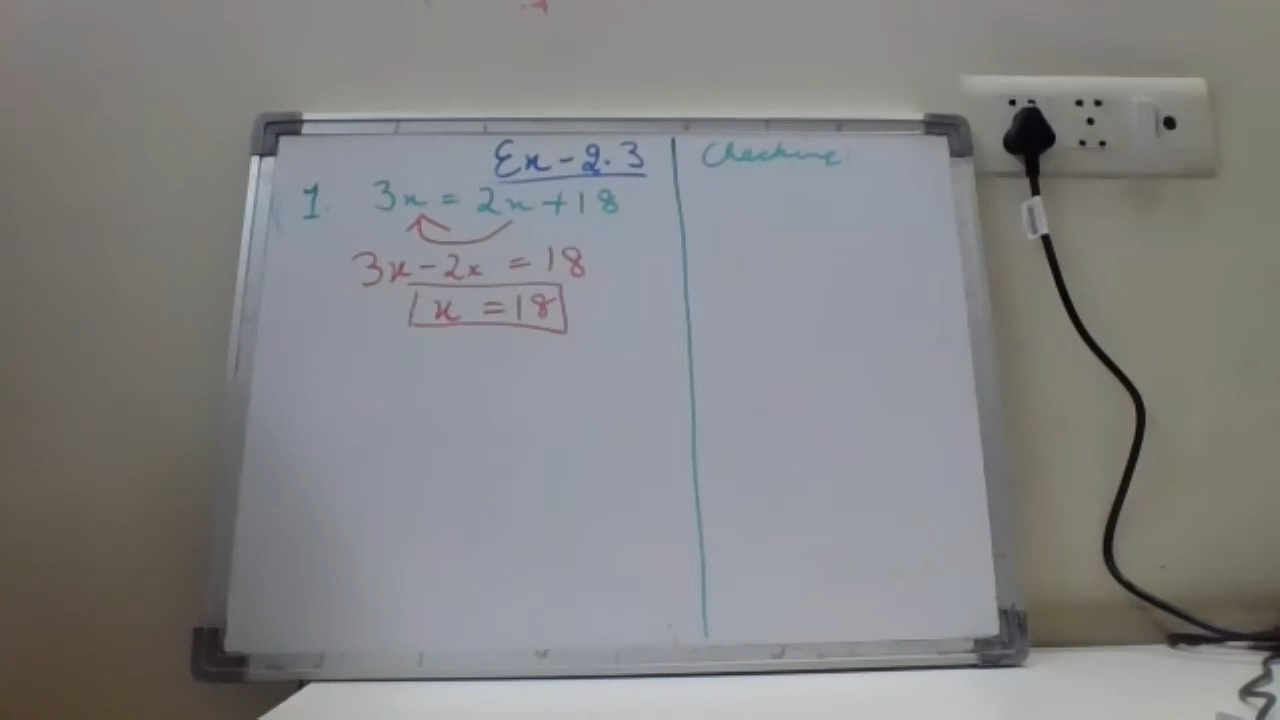 Ex-2.3
1. 3x = 2x+18
3x-2x = 18
x = 18
Checking